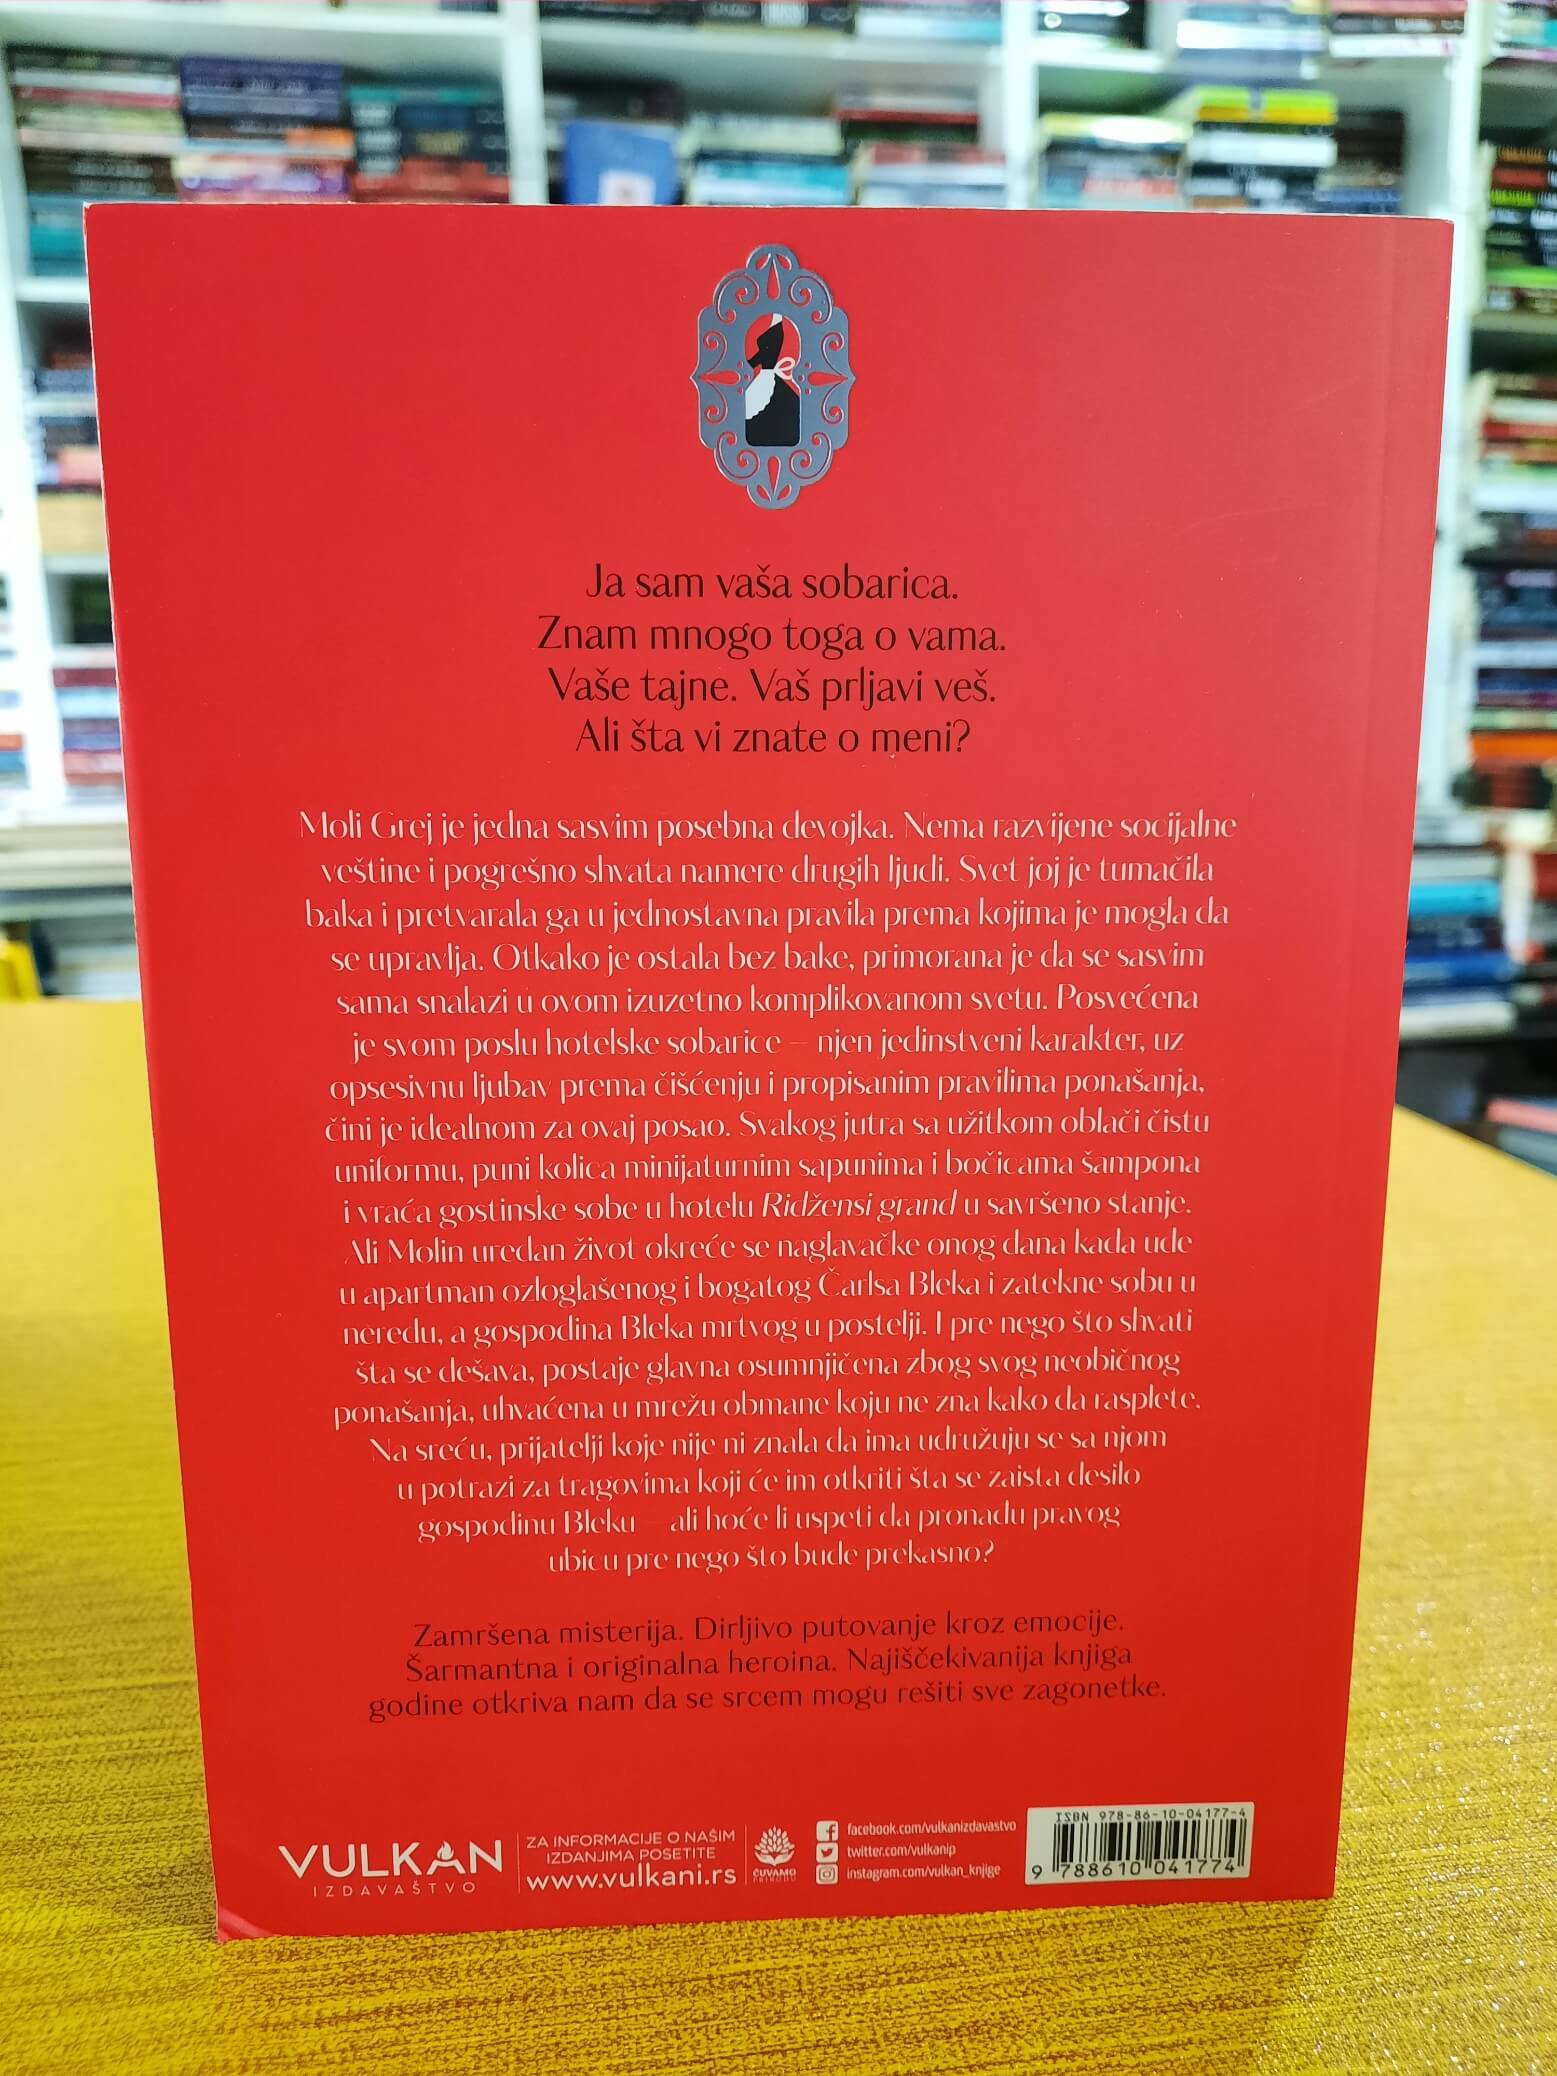 Ja sam vaša sobarica.
Znam mnogo toga o vama.
Vaše tajne. Vaš prljavi veš.
Ali šta vi znate o meni?
Moli Grej je jedna sasvim posebna devojka. Nema razvijene socijalne
veštine i pogrešno shvata namere drugih ljudi. Svet joj je tumačila
baka i pretvarala ga u jednostavna pravila prema kojima je mogla da
se upravlja. Otkako je ostala bez bake, primorana je da se sasvim
sama snalazi u ovom izuzetno komplikovanom svetu. Posvećena
je svom poslu hotelske sobarice – njen jedinstveni karakter, uz
opsesivnu ljubav prema čišćenju i propisanim pravilima ponašanja,
čini je idealnom za ovaj posao. Svakog jutra sa užitkom oblači čistu
uniformu, puni kolica minijaturnim sapunima i bočicama šampona
i vraća gostinske sobe u hotelu Ridžensi grand u savršeno stanje.
Ali Molin uredan život okreće se naglavačke onog dana kada uđe
u apartman ozloglašenog i bogatog Čarlsa Bleka i zatekne sobu u
neredu, a gospodina Bleka mrtvog u postelji. I pre nego što shvati
šta se dešava, postaje glavna osumnjičena zbog svog neobičnog
ponašanja, uhvaćena u mrežu obmane koju ne zna kako da rasplete.
Na sreću, prijatelji koje nije ni znala da ima udružuju se sa njom
u potrazi za tragovima koji će im otkriti šta se zaista desilo
gospodinu Bleku – ali hoće li uspeti da pronađu pravog
ubicu pre nego što bude prekasno?
Zamršena misterija. Dirljivo putovanje kroz emocije.
Šarmantna i originalna heroina. Najiščekivanija knjiga
godine otkriva nam da se srcem mogu rešiti sve zagonetke.
VULKAN
IZDAVAŠTVO
ZA INFORMACIJE O NAŠIM
IZDANJIMA POSETITE
www.vulkani.rs
ČUVAMO
PRIRODU
facebook.com/vulkanizdavastvo
twitter.com/vulkanip
instagram.com/vulkan_knjige
ISBN 978-86-10-04177-4
9 788610 041774